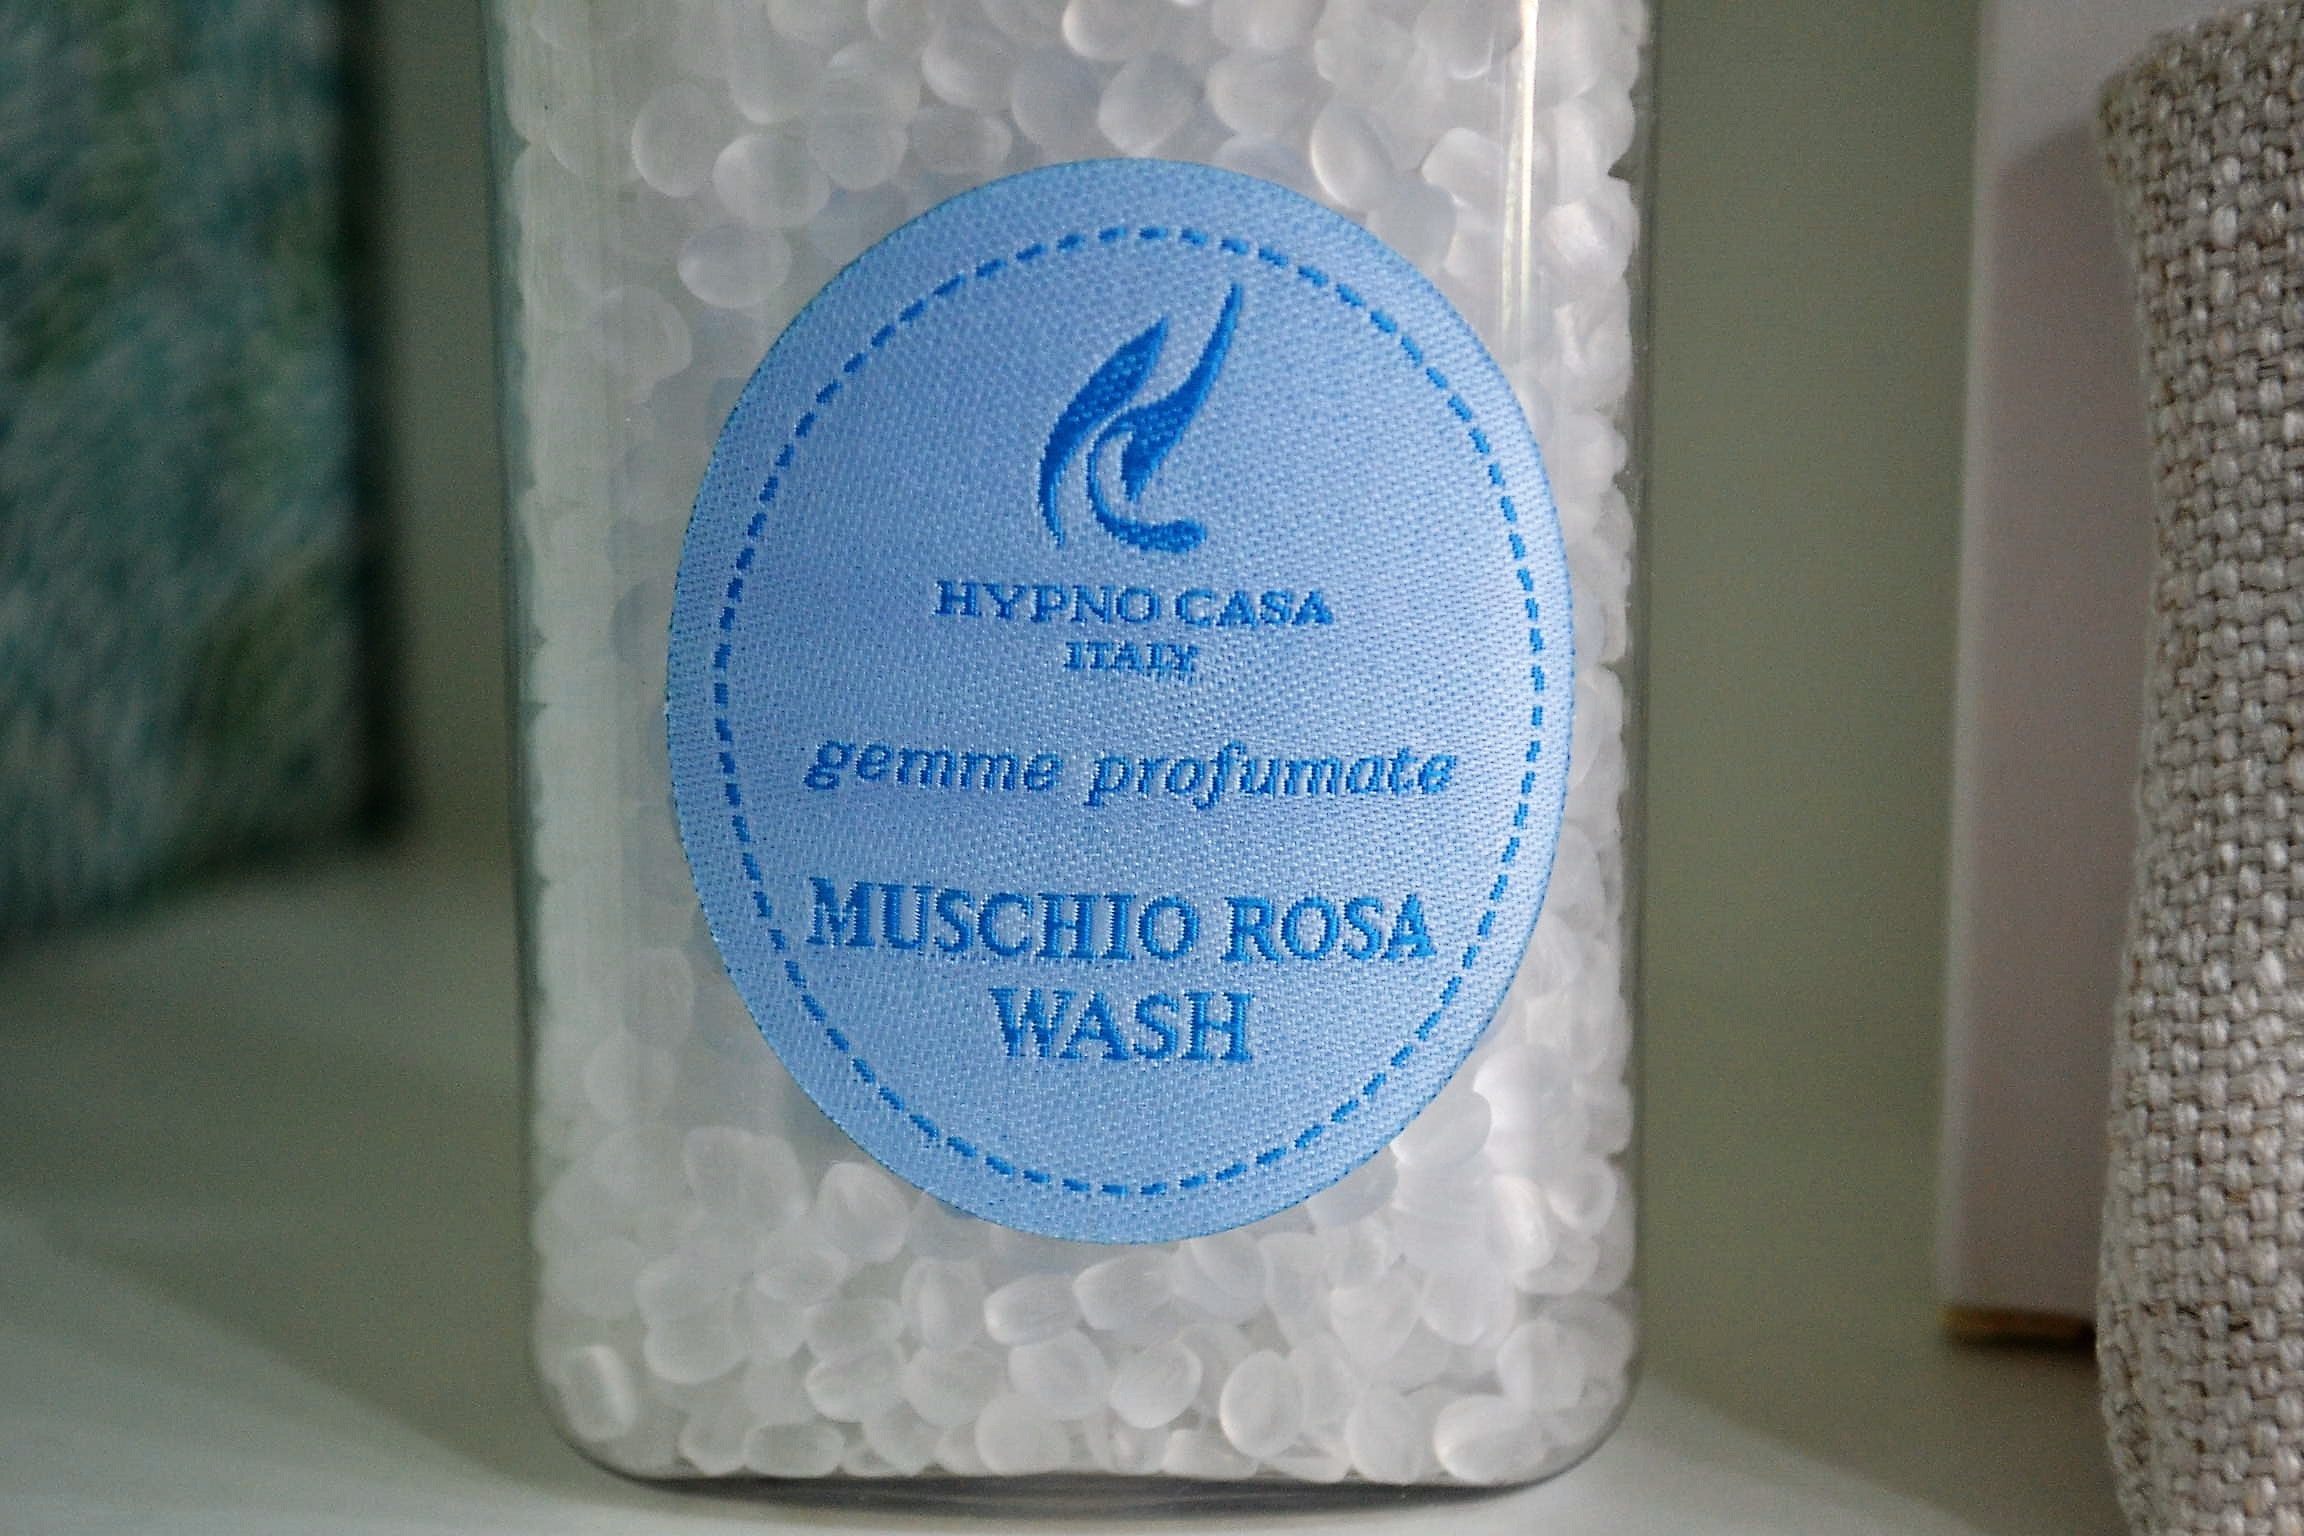 HYPNO CASA
ITALY
gemme profumate
MUSCHIO ROSA
WASH